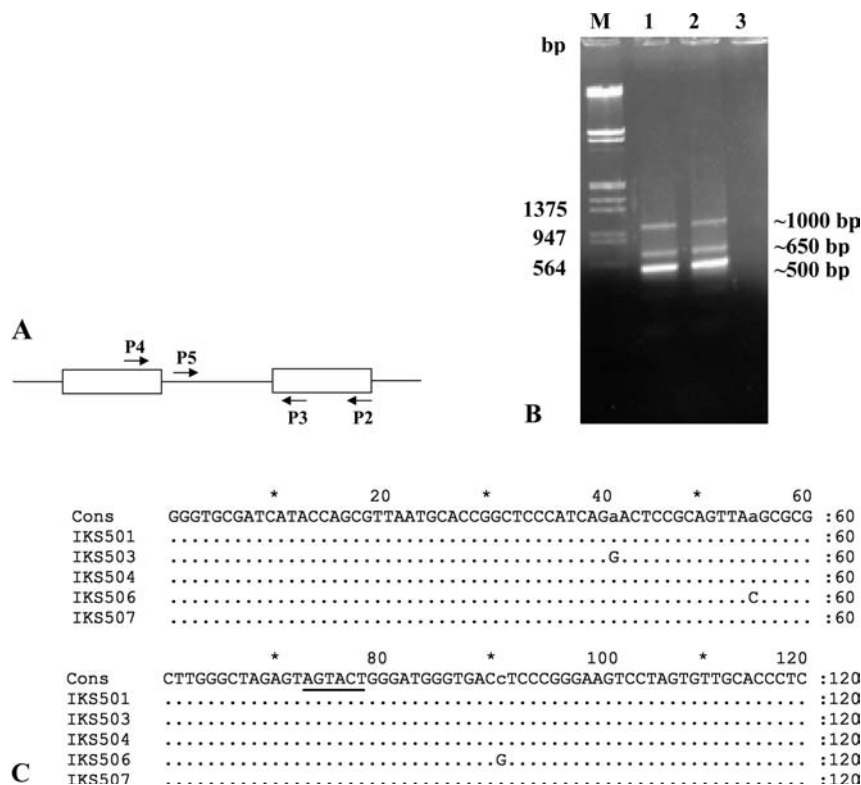 M 1 2 3
bp
1375
947
564
~1000 bp
~650 bp
~500 bp
A
P4
P5
P3
P2
B
* 20 * 40 * 60
Cons GGGTGCGATCATACCAGCGTTAATGCACCGGCTCCCATCAGaACTCCGCAGTTAaGCGCG :60
IKS501 ............................................................ :60
IKS503 .........................................G.................. :60
IKS504 ............................................................ :60
IKS506 ......................................................C..... :60
IKS507 ............................................................ :60
* 80 * 100 * 120
Cons CTTGGGCTAGAGTAGTACTGGGATGGGTGACcTCCCGGGAAGTCCTAGTGTTGCACCCTC :120
IKS501 ............................................................ :120
IKS503 ............................................................ :120
IKS504 ............................................................ :120
IKS506 ...............................G............................ :120
IKS507 ............................................................ :120
C